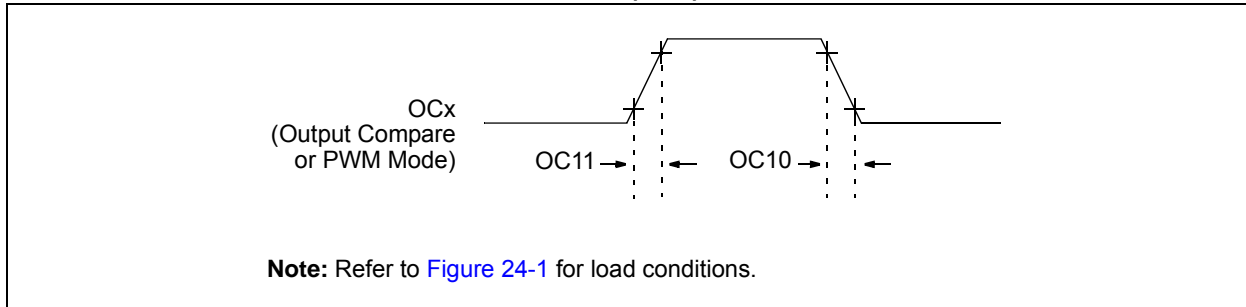 OCx
(Output Compare
or PWM Mode)
OC11
OC10
Note: Refer to Figure 24-1 for load conditions.